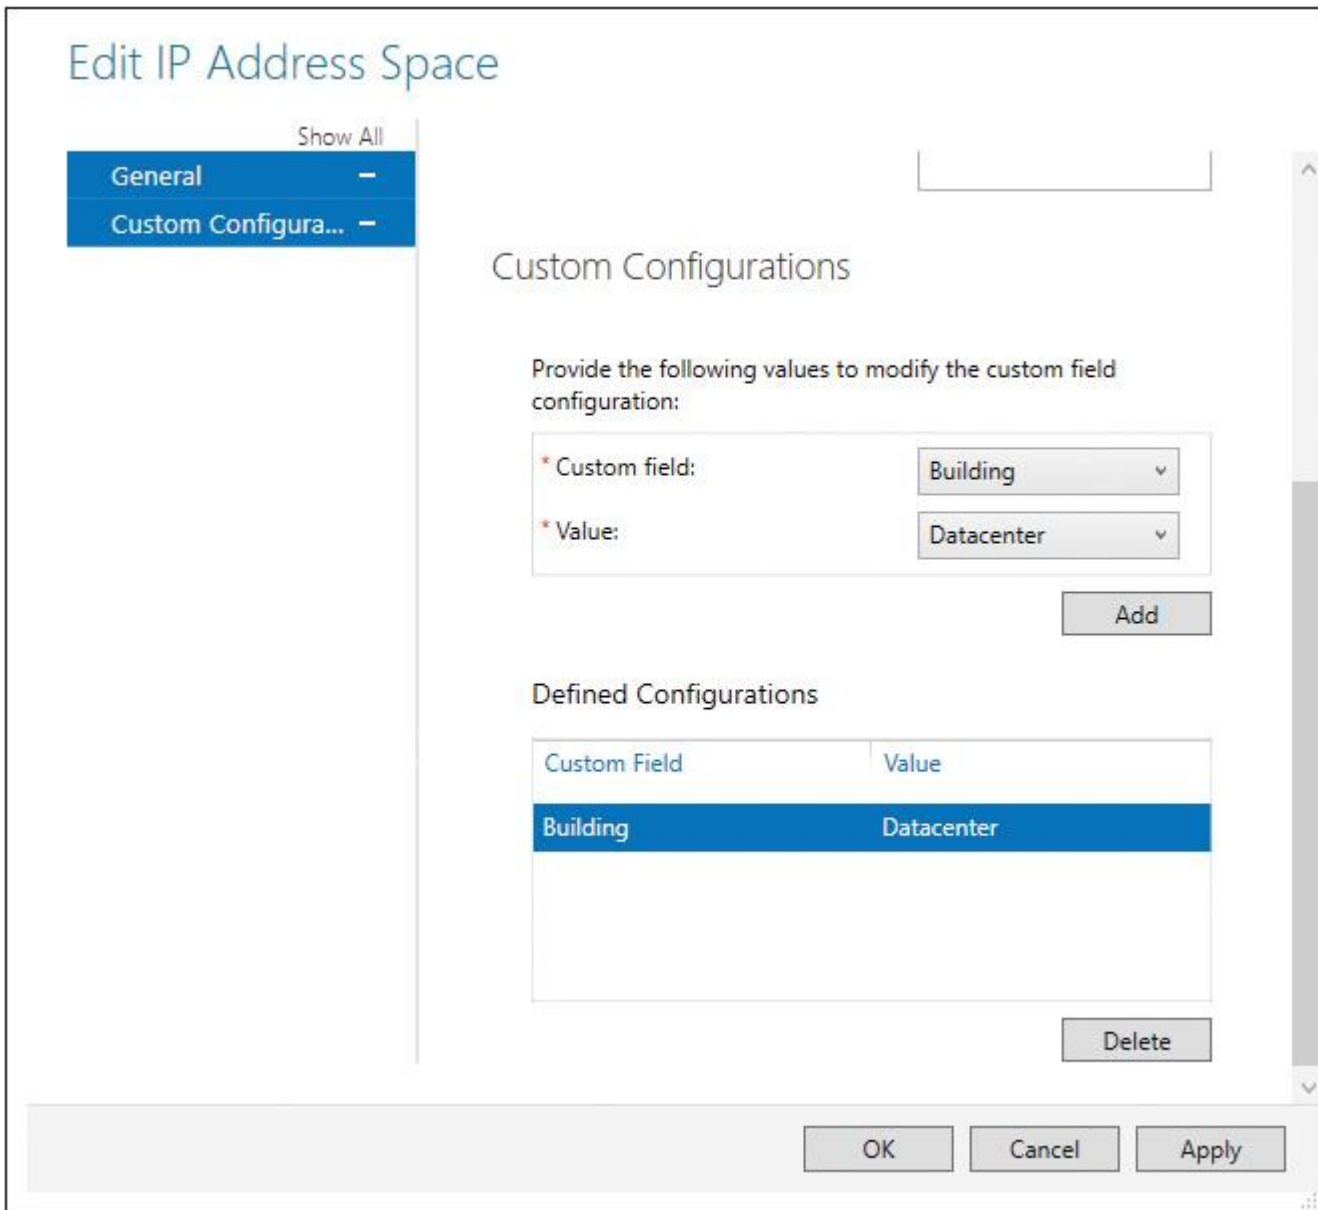 Edit IP Address Space
Show All
General
Custom Configura...
Custom Configurations
Provide the following values to modify the custom field
configuration:
* Custom field:
Building
* Value:
Datacenter
Add
Defined Configurations
Custom Field Value
Building Datacenter
Delete
OK Cancel Apply